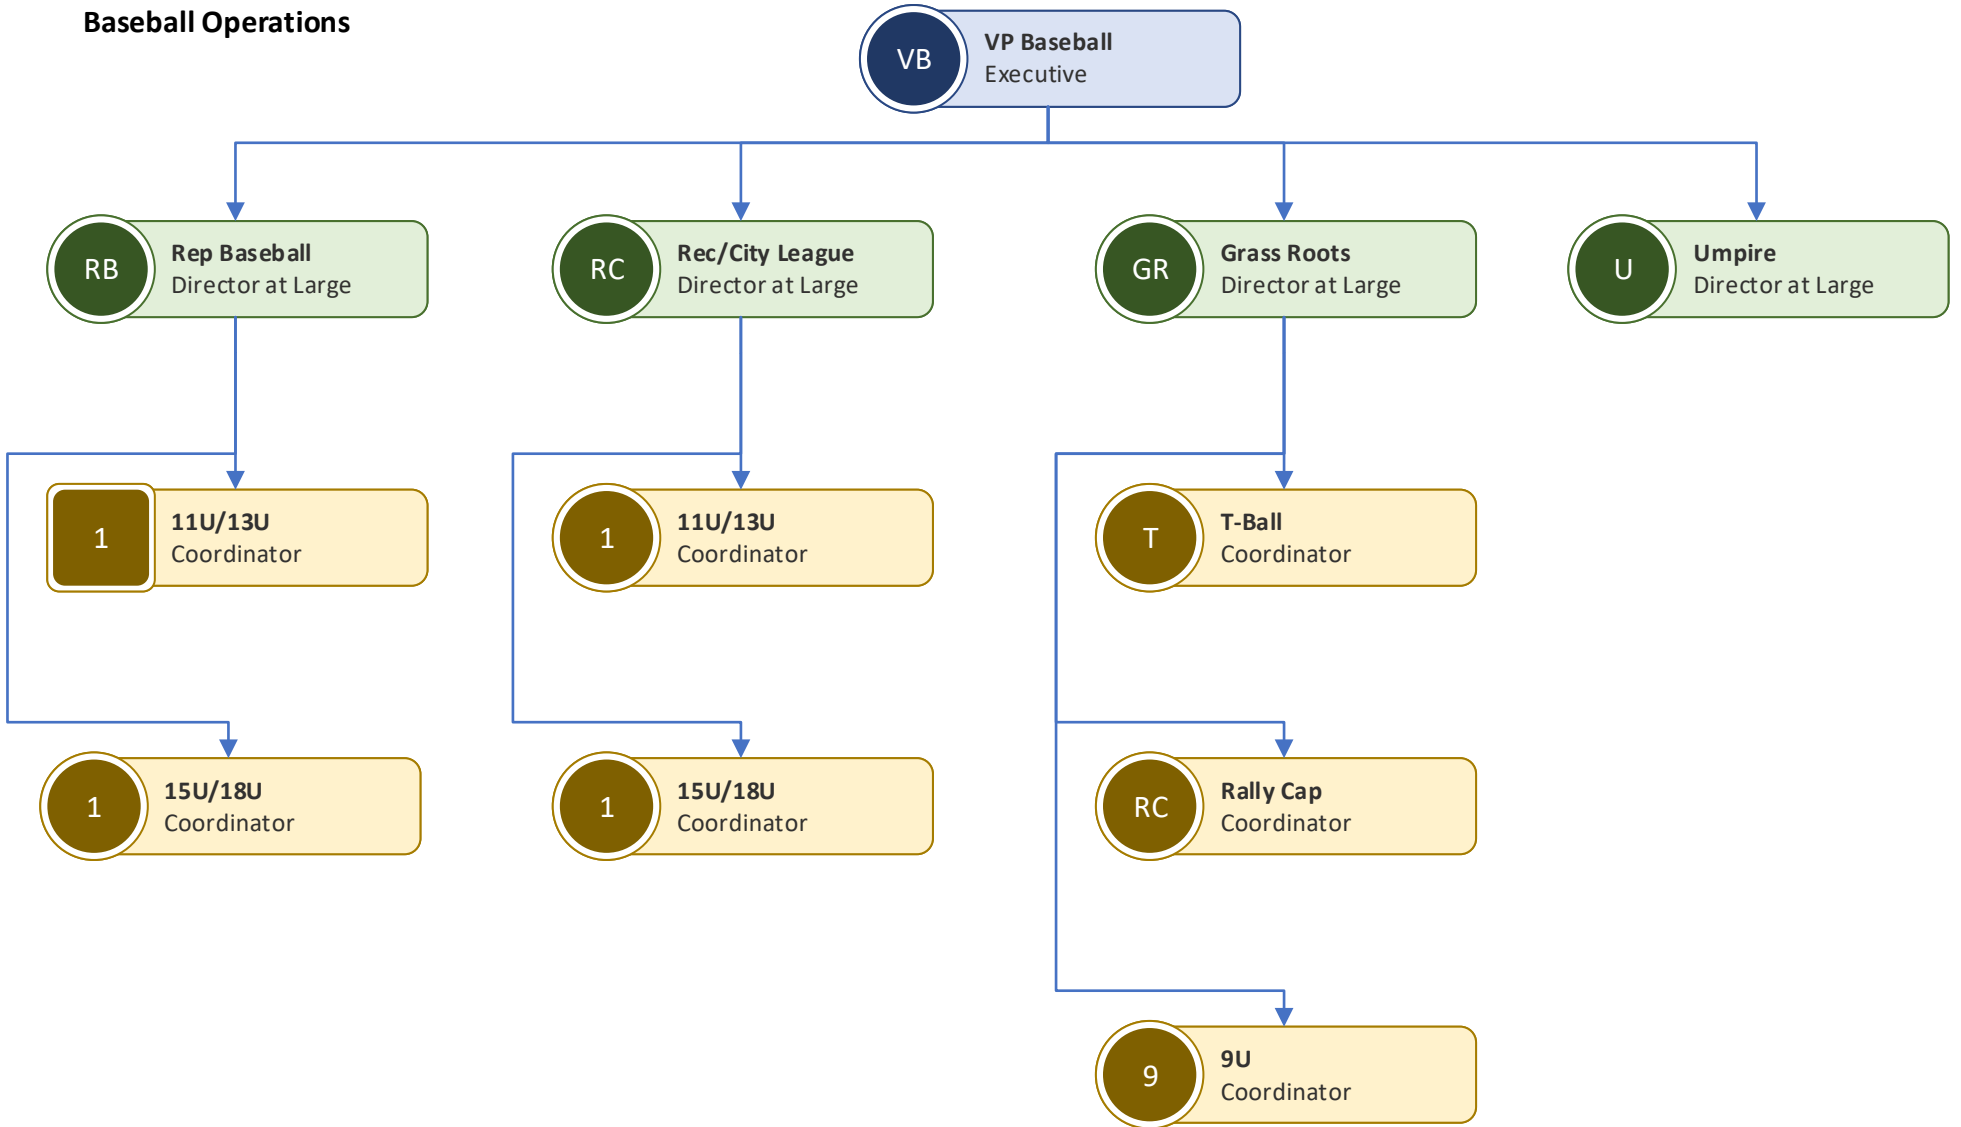 Baseball Operations
VB
VP Baseball
Executive
RB
Rep Baseball
Director at Large
RC
Rec/City League
Director at Large
GR
Grass Roots
Director at Large
U
Umpire
Director at Large
1
11U/13U
Coordinator
1
11U/13U
Coordinator
T
T-Ball
Coordinator
1
15U/18U
Coordinator
1
15U/18U
Coordinator
RC
Rally Cap
Coordinator
9
9U
Coordinator